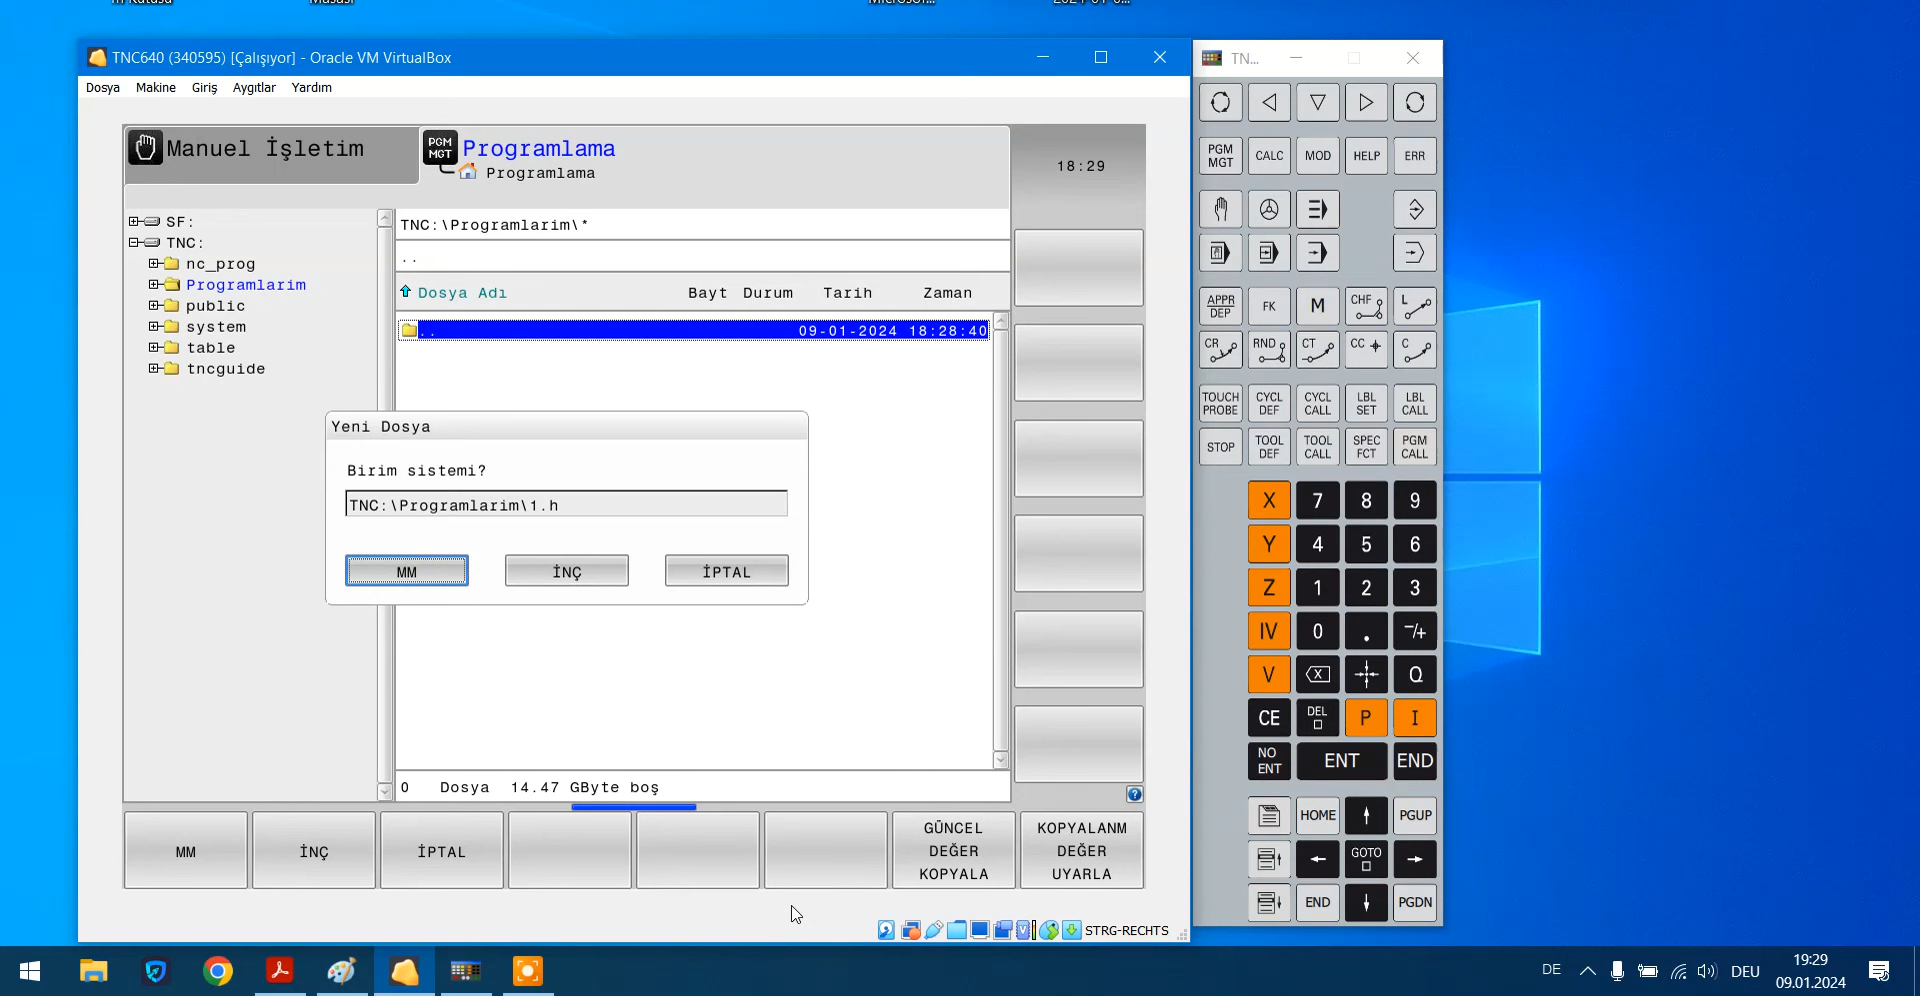 TNC640 (340595) [Çalışıyor] - Oracle VM VirtualBox
Dosya Makine Giriş Aygıtlar Yardım
Manuel İşletim
PGM MGT
Programlama
Programlama
18:29
SF:
TNC:
nc_prog
Programlarim
public
system
table
tncguide
TNC:\Programlarim\*
..
Dosya Adı Bayt Durum Tarih Zaman
.. 09-01-2024 18:28:40
Yeni Dosya
Birim sistemi?
TNC:\Programlarim\1.h
MM İNÇ İPTAL
0 Dosya 14.47 GByte boş
MM İNÇ İPTAL
GÜNCEL
DEĞER
KOPYALA
KOPYALANM
DEĞER
UYARLA
STRG-RECHTS
TN...
PGM MGT CALC MOD HELP ERR
APPR DEP FK M CHF L
CR RND CT CC C
TOUCH PROBE CYCL DEF CYCL CALL LBL SET LBL CALL
STOP TOOL DEF TOOL CALL SPEC FCT PGM CALL
X 7 8 9
Y 4 5 6
Z 1 2 3
IV 0 . -/+
V X Q
CE DEL P I
NO ENT ENT END
HOME PGUP
GOTO
END PGDN
DE DEU
19:29
09.01.2024